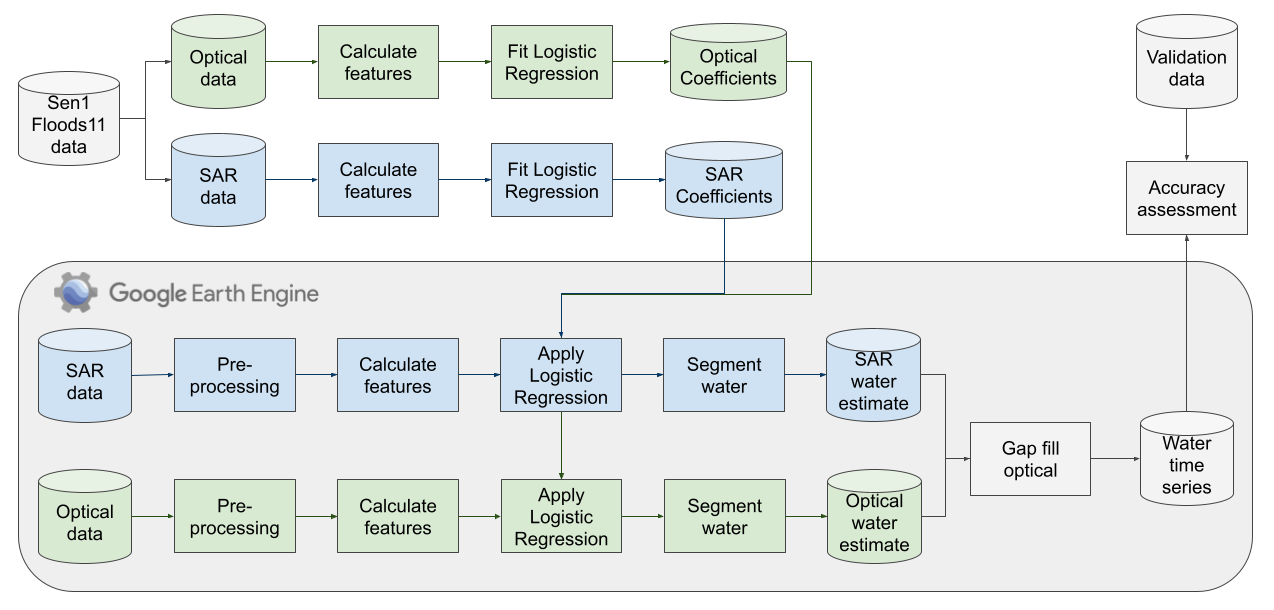 Optical
data
Calculate
features
Fit Logistic
Regression
Optical
Coefficients
Validation
data
Sen1
Floods11
data
SAR
data
Calculate
features
Fit Logistic
Regression
SAR
Coefficients
Accuracy
assessment
Google Earth Engine
SAR
data
Pre-
processing
Calculate
features
Apply
Logistic
Regression
Segment
water
SAR
water
estimate
Gap fill
optical
Water
time
series
Optical
data
Pre-
processing
Calculate
features
Apply
Logistic
Regression
Segment
water
Optical
water
estimate